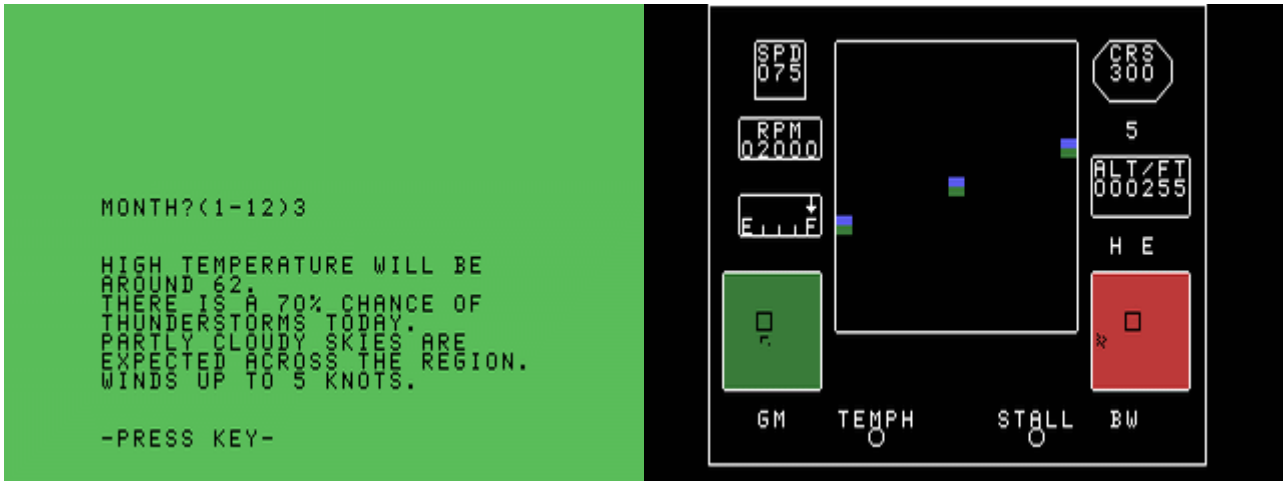 MONTH?(1-12)3
HIGH TEMPERATURE WILL BE
AROUND 62.
THERE IS A 70% CHANCE OF
THUNDERSTORMS TODAY.
PARTLY CLOUDY SKIES ARE
EXPECTED ACROSS THE REGION.
WINDS UP TO 5 KNOTS.
-PRESS KEY-
SPD
075
CRS
300
RPM
02000
5
ALT/FT
000255
E F
H E
GM
TEMPH
STALL
BW